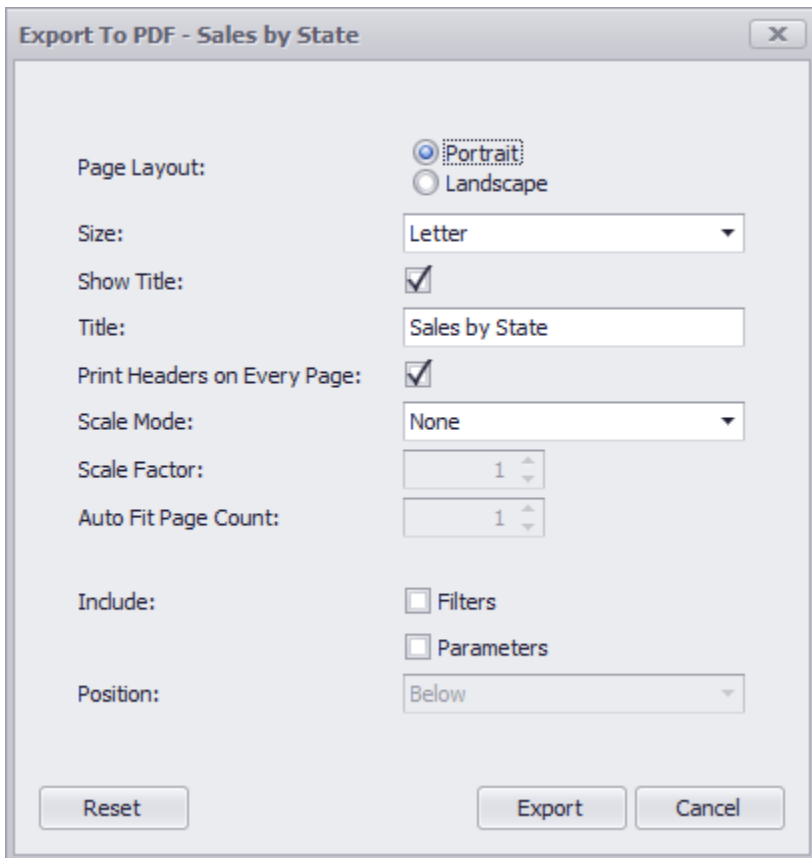 Export To PDF - Sales by State
Page Layout:
Portrait
Landscape
Size: Letter
Show Title:
Title: Sales by State
Print Headers on Every Page:
Scale Mode: None
Scale Factor: 1
Auto Fit Page Count: 1
Include: Filters
Parameters
Position: Below
Reset Export Cancel